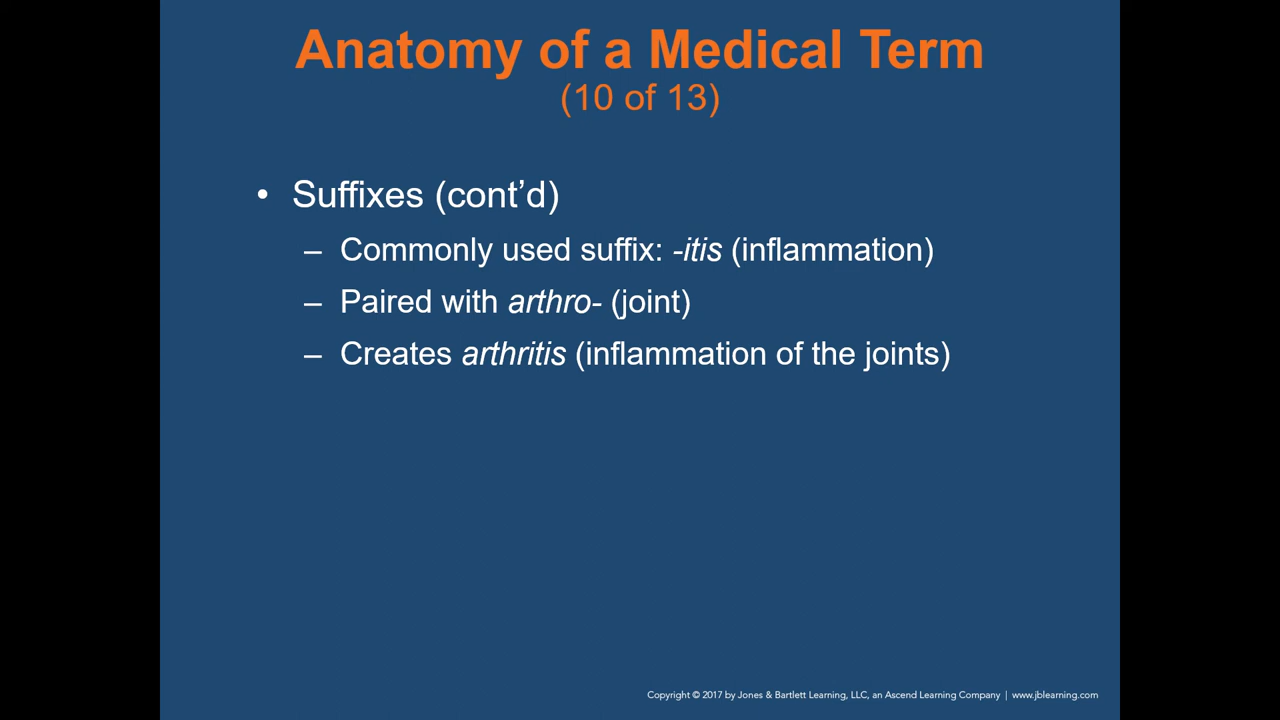 Anatomy of a Medical Term
(10 of 13)
• Suffixes (cont’d)
– Commonly used suffix: -itis (inflammation)
– Paired with arthro- (joint)
– Creates arthritis (inflammation of the joints)
Copyright © 2017 by Jones & Bartlett Learning, LLC, an Ascend Learning Company | www.jblearning.com